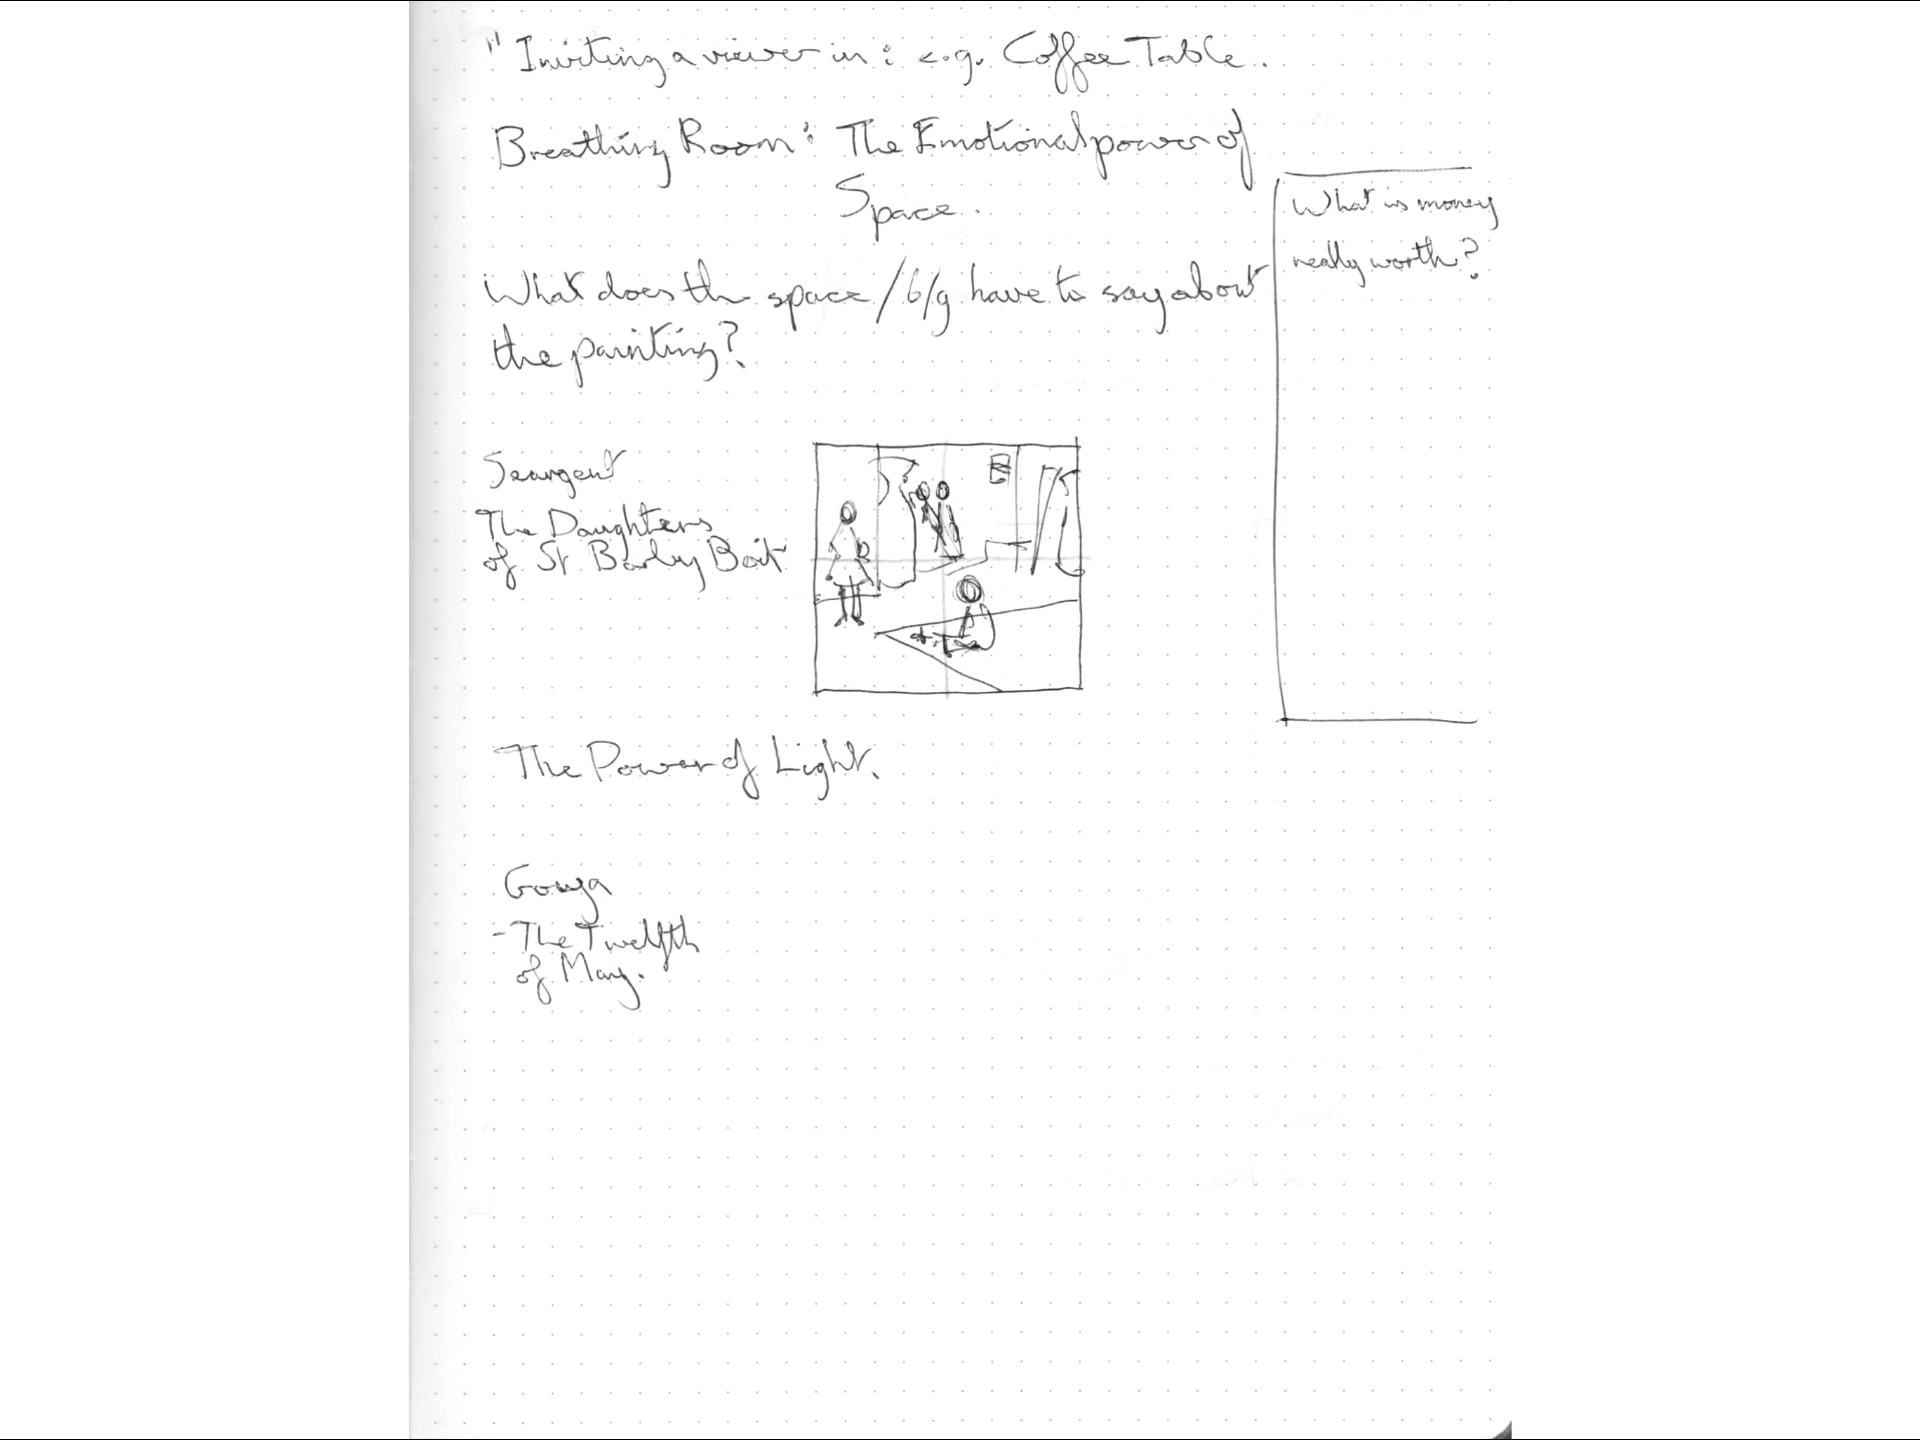 " Inviting a viewer in: e.g. Coffee Table.
Breathing Room: The Emotional power of
Space.
What does the space/b/g have to say about
the painting?
What is money
really worth?
Seargent
The Daughters
of St Barley Boit
The Power of Light.
Gouya
- The Twelfth
of May.